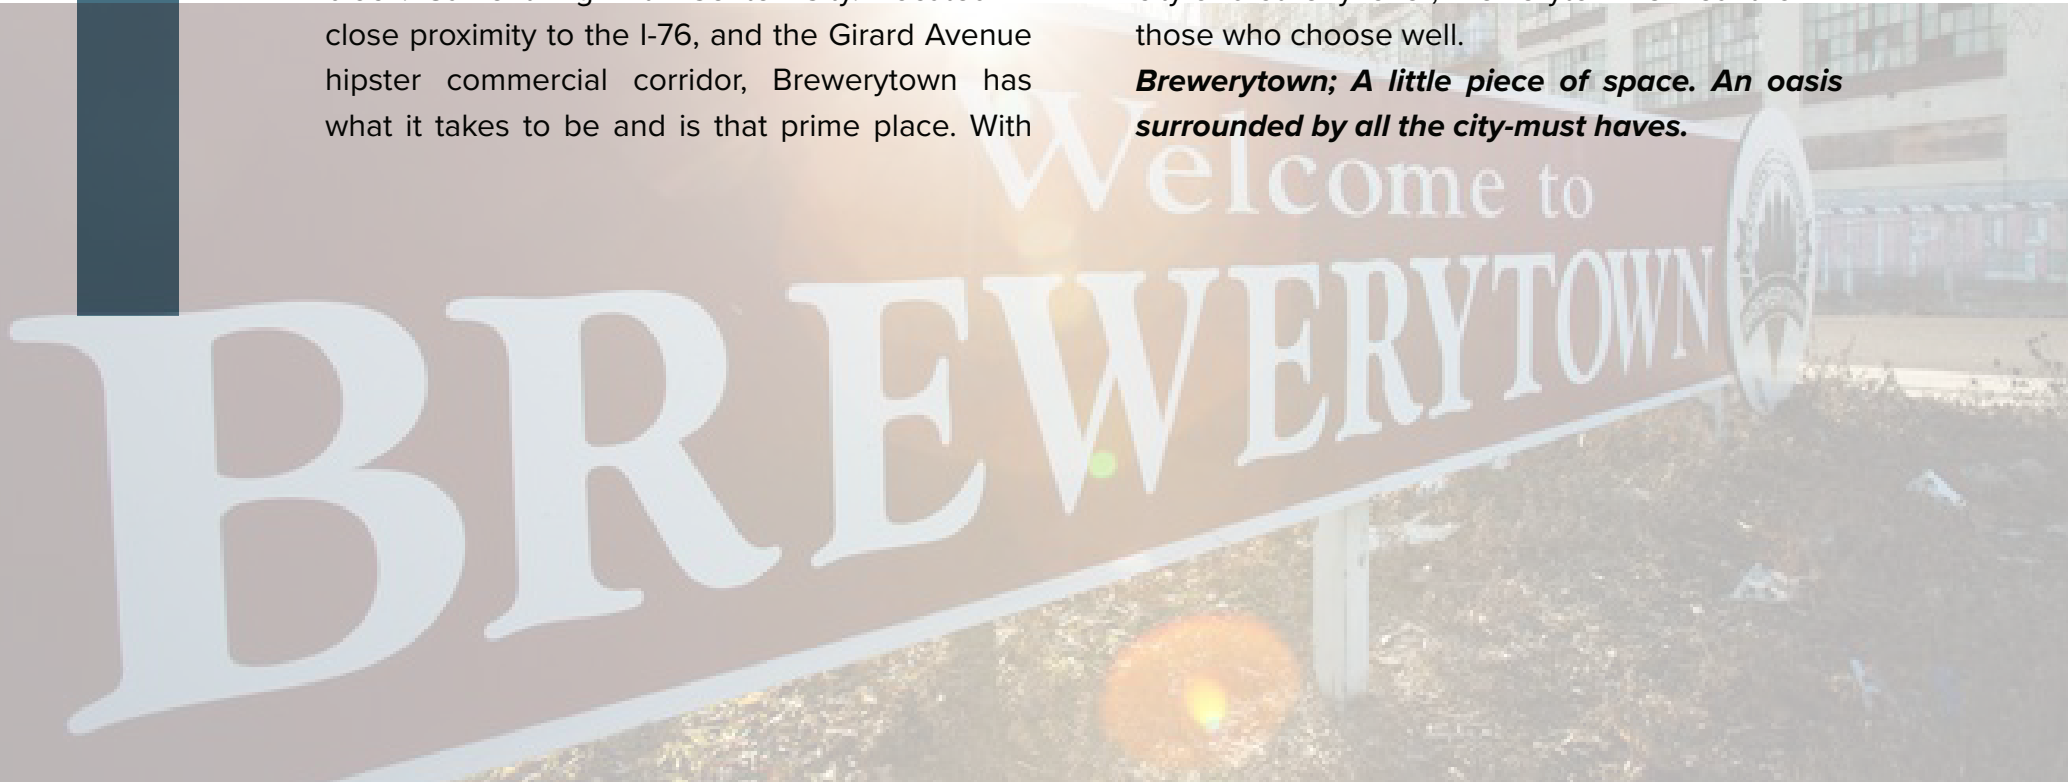 close proximity to the I-76, and the Girard Avenue
hipster commercial corridor, Brewerytown has
what it takes to be and is that prime place. With
those who choose well.
Brewerytown; A little piece of space. An oasis
surrounded by all the city-must haves.
Welcome to
BREWERYTOWN